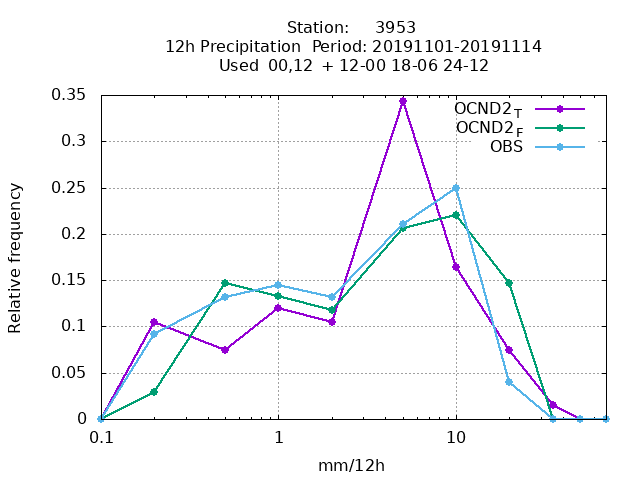 Station: 3953
12h Precipitation Period: 20191101-20191114
Used 00,12 + 12-00 18-06 24-12
0.35
0.3
0.25
0.2
0.15
0.1
0.05
0
Relative frequency
OCND2T
OCND2F
OBS
0.1 1 10
mm/12h